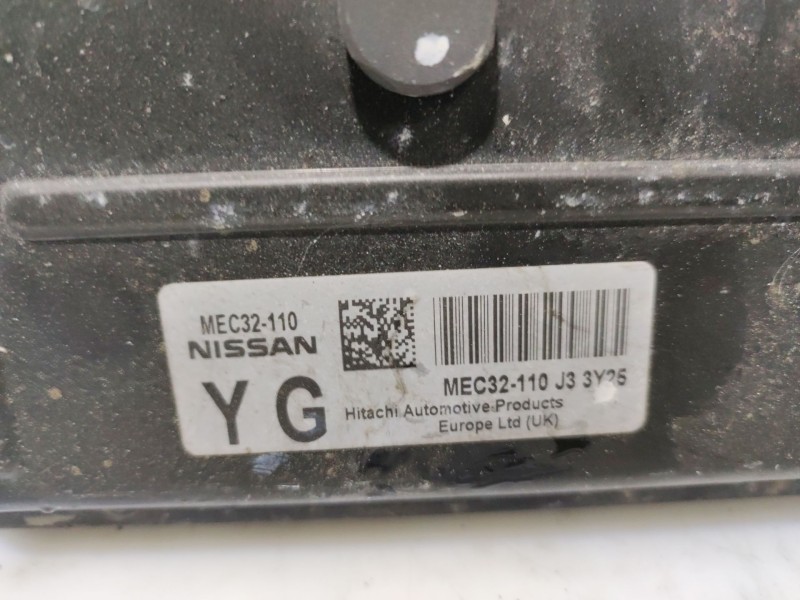 MEC32-110
NISSAN
YG
MEC32-110 J3 3Y25
Hitachi Automotive Products
Europe Ltd (UK)